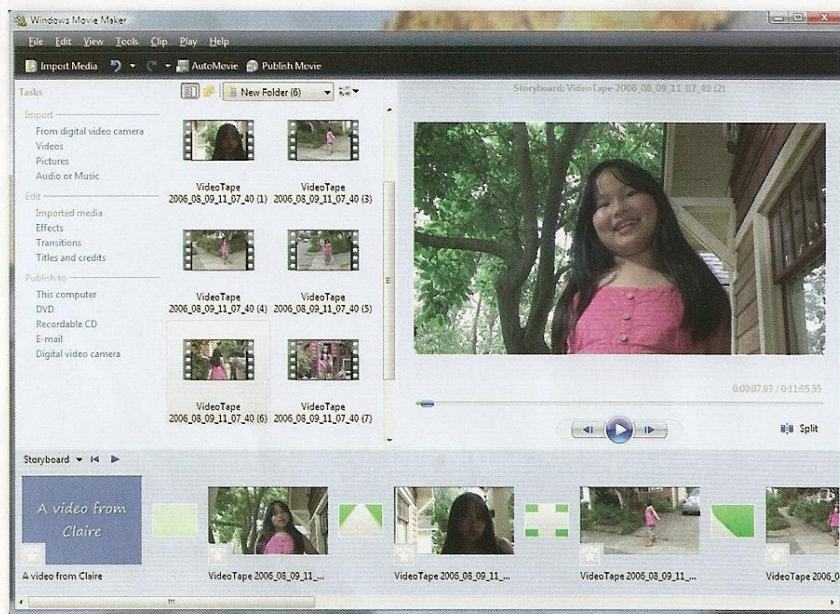 Windows Movie Maker
File Edit View Tools Clip Play Help
Import Media AutoMovie Publish Movie
Tasks
New Folder (6)
Storyboard: VideoTape 2006_08_09_11_07_40 (2)
Import
From digital video camera
Videos
Pictures
Audio or Music
Edit
Imported media
Effects
Transitions
Titles and credits
Publish to
This computer
DVD
Recordable CD
E-mail
Digital video camera
VideoTape
2006_08_09_11_07_40 (1)
VideoTape
2006_08_09_11_07_40 (3)
VideoTape
2006_08_09_11_07_40 (4)
VideoTape
2006_08_09_11_07_40 (5)
VideoTape
2006_08_09_11_07_40 (6)
VideoTape
2006_08_09_11_07_40 (7)
0:00:07.93 / 0:11:05.55
Split
Storyboard
A video from
Claire
A video from Claire
VideoTape 2006_08_09_11_...
VideoTape 2006_08_09_11_...
VideoTape 2006_08_09_11_...
VideoTape 2006_0